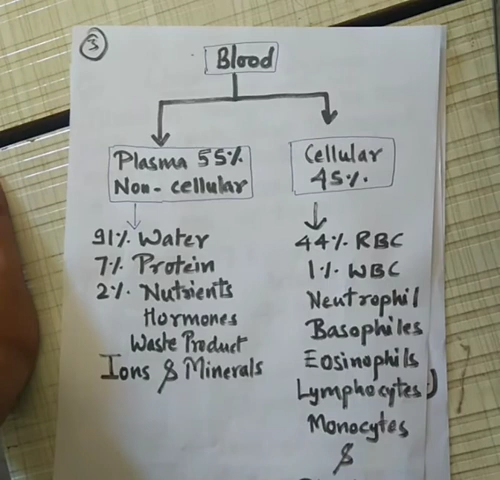 3
Blood
Plasma 55%
Non-cellular
91% Water
7% Protein
2% Nutrients
Hormones
Waste Product
Ions & Minerals
Cellular
45%.
44% RBC
1% WBC
Neutrophil
Basophiles
Eosinophils
Lymphocytes)
Monocytes
&